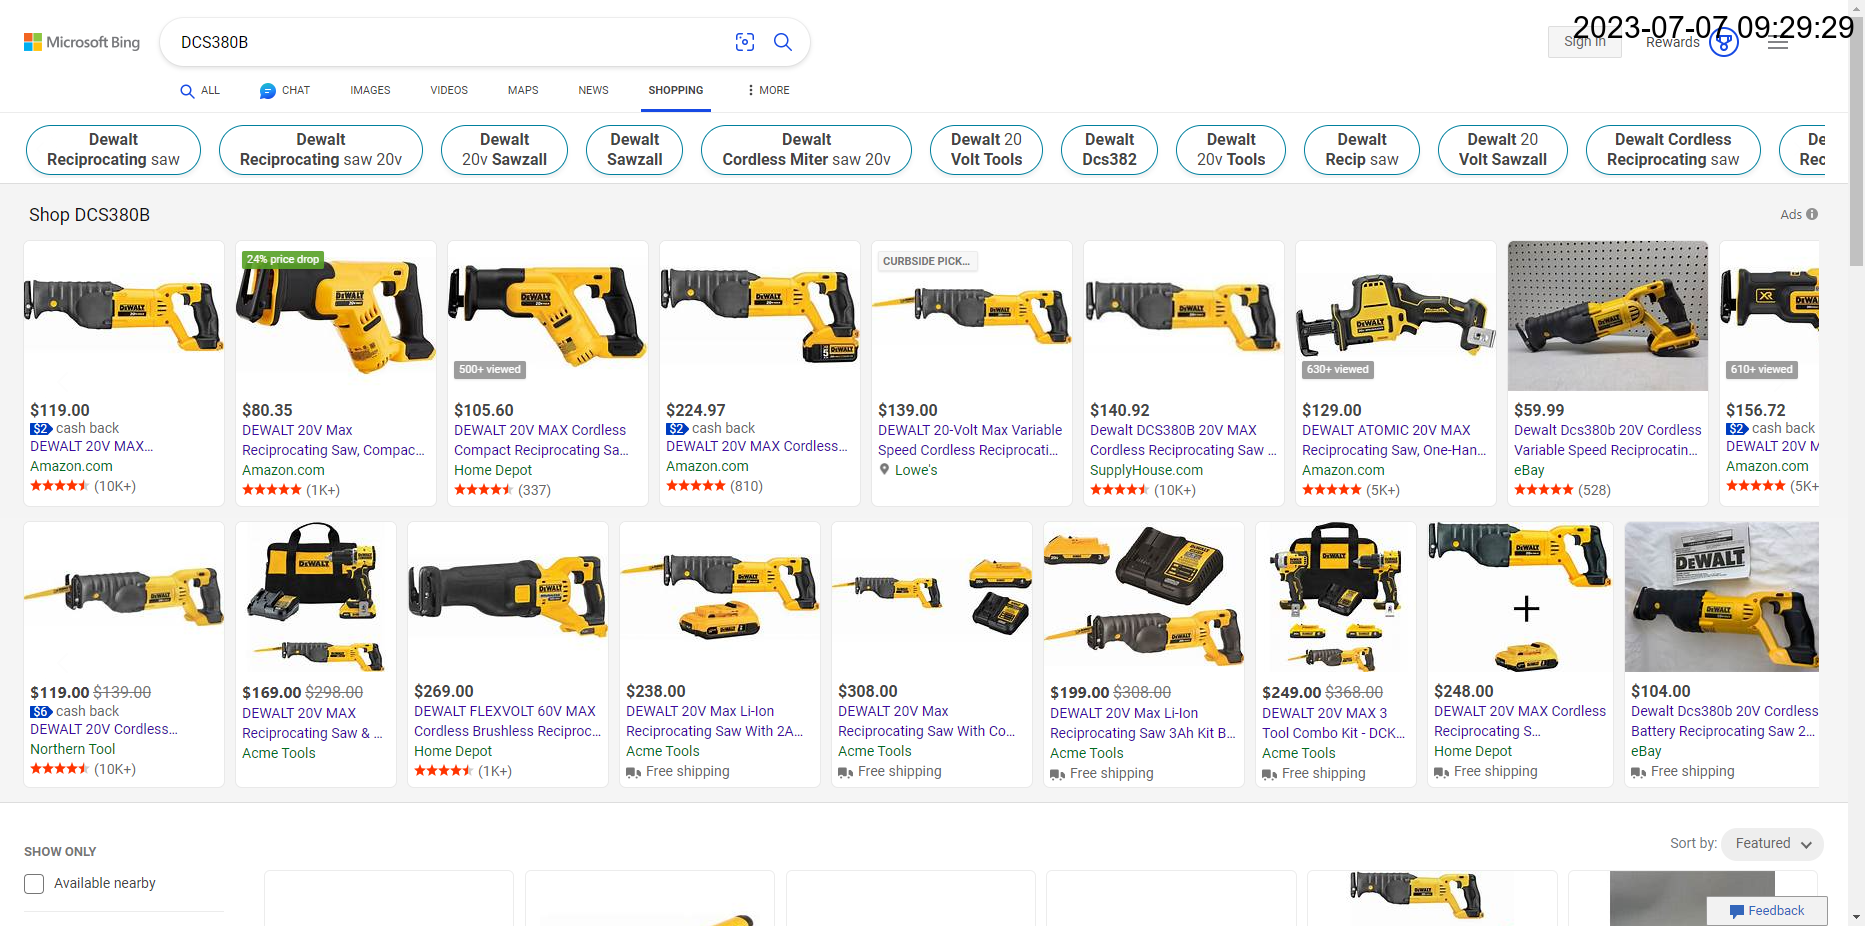 2023-07-07 09:29:29
Microsoft Bing
DCS380B
Sign in
Rewards
ALL
CHAT
IMAGES
VIDEOS
MAPS
NEWS
SHOPPING
MORE
Dewalt
Reciprocating saw
Dewalt
Reciprocating saw 20v
Dewalt
20v Sawzall
Dewalt
Sawzall
Dewalt
Cordless Miter saw 20v
Dewalt 20
Volt Tools
Dewalt
Dcs382
Dewalt
20v Tools
Dewalt
Recip saw
Dewalt 20
Volt Sawzall
Dewalt Cordless
Reciprocating saw
De
Rec
Shop DCS380B
Ads
$119.00
$2 cash back
DEWALT 20V MAX...
Amazon.com
(10K+)
24% price drop
$80.35
DEWALT 20V Max
Reciprocating Saw, Compac...
Amazon.com
(1K+)
500+ viewed
$105.60
DEWALT 20V MAX Cordless
Compact Reciprocating Sa...
Home Depot
(337)
$224.97
$2 cash back
DEWALT 20V MAX Cordless...
Amazon.com
(810)
CURBSIDE PICK...
$139.00
DEWALT 20-Volt Max Variable
Speed Cordless Reciprocati...
Lowe's
$140.92
Dewalt DCS380B 20V MAX
Cordless Reciprocating Saw ...
SupplyHouse.com
(10K+)
630+ viewed
$129.00
DEWALT ATOMIC 20V MAX
Reciprocating Saw, One-Han...
Amazon.com
(5K+)
$59.99
Dewalt Dcs380b 20V Cordless
Variable Speed Reciprocatin...
eBay
(528)
610+ viewed
$156.72
$2 cash back
DEWALT 20V M
Amazon.com
(5K+
$119.00 $139.00
$6 cash back
DEWALT 20V Cordless...
Northern Tool
(10K+)
$169.00 $298.00
DEWALT 20V MAX
Reciprocating Saw & ...
Acme Tools
$269.00
DEWALT FLEXVOLT 60V MAX
Cordless Brushless Reciproc...
Home Depot
(1K+)
$238.00
DEWALT 20V Max Li-Ion
Reciprocating Saw With 2A...
Acme Tools
Free shipping
$308.00
DEWALT 20V Max
Reciprocating Saw With Co...
Acme Tools
Free shipping
$199.00 $308.00
DEWALT 20V Max Li-Ion
Reciprocating Saw 3Ah Kit B...
Acme Tools
Free shipping
$249.00 $368.00
DEWALT 20V MAX 3
Tool Combo Kit - DCK...
Acme Tools
Free shipping
$248.00
DEWALT 20V MAX Cordless
Reciprocating S...
Home Depot
Free shipping
DEWALT
$104.00
Dewalt Dcs380b 20V Cordless
Battery Reciprocating Saw 2...
eBay
Free shipping
SHOW ONLY
Available nearby
Sort by: Featured
Feedback